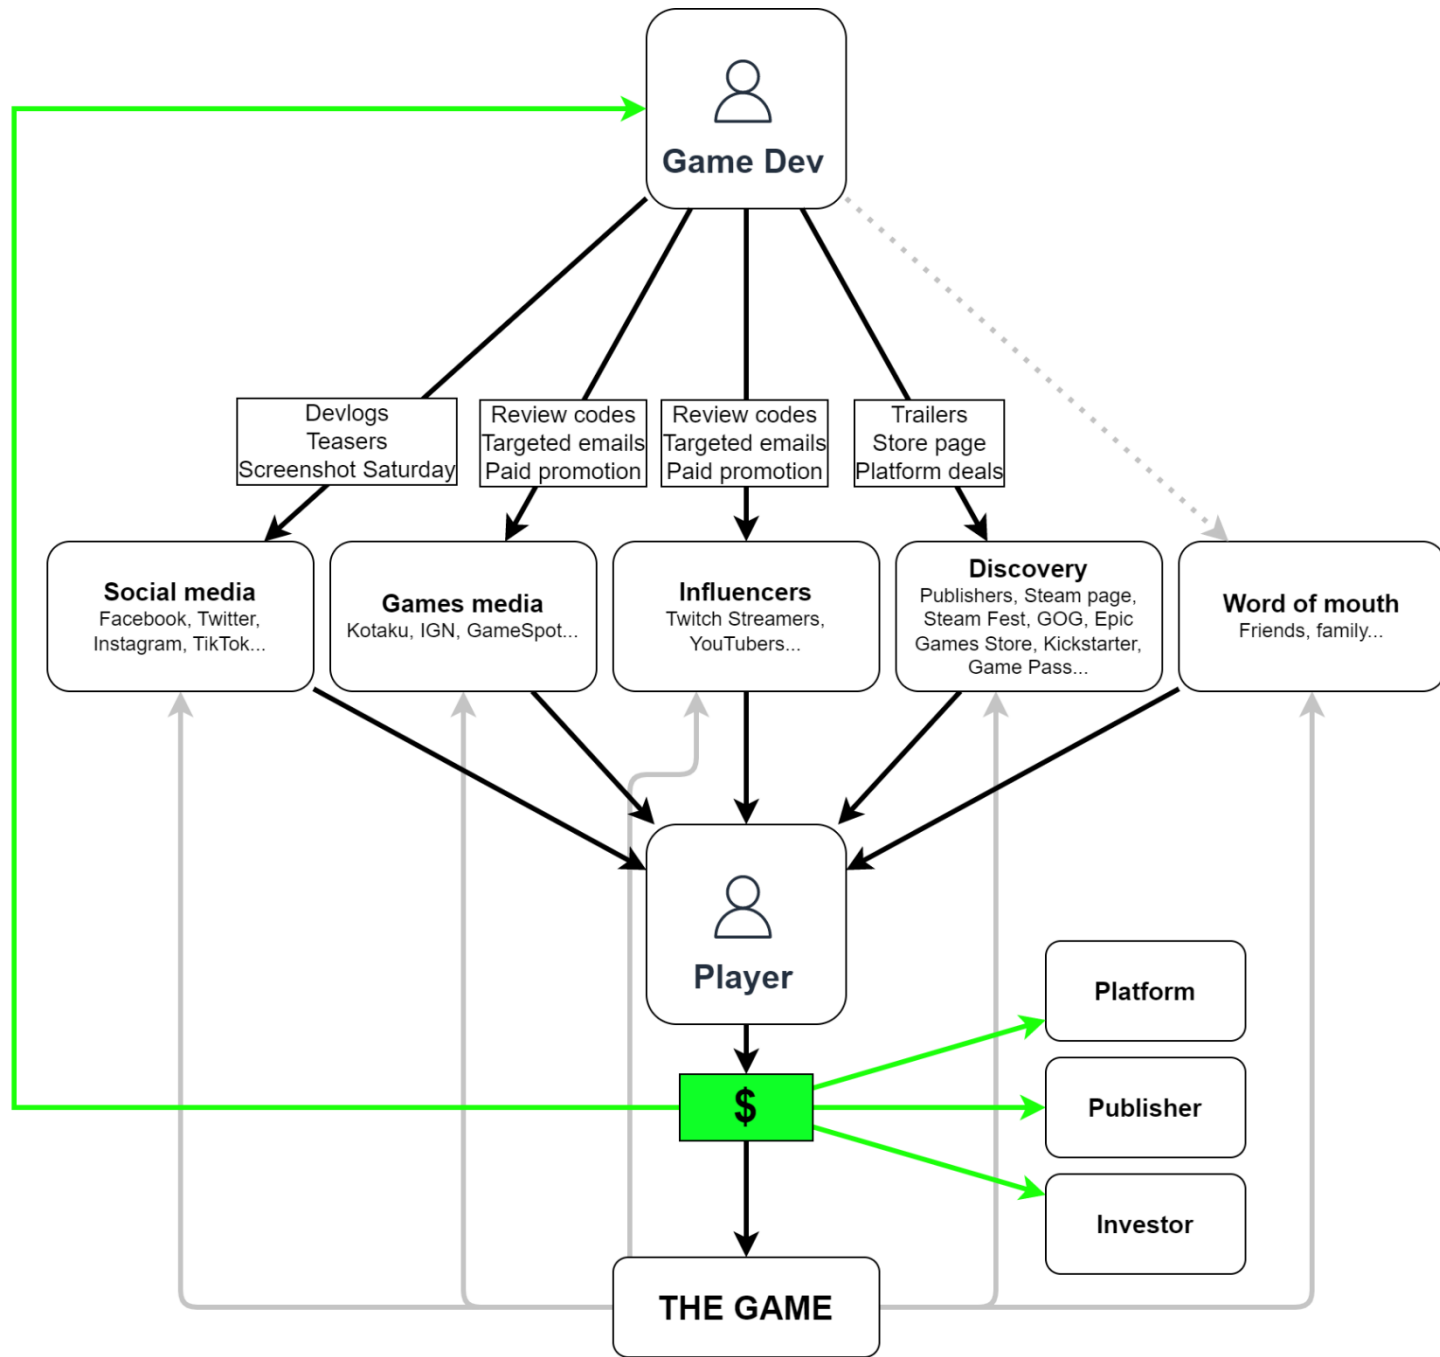 Game Dev
Devlogs
Teasers
Screenshot Saturday
Review codes
Targeted emails
Paid promotion
Review codes
Targeted emails
Paid promotion
Trailers
Store page
Platform deals
Social media
Facebook, Twitter,
Instagram, TikTok...
Games media
Kotaku, IGN, GameSpot...
Influencers
Twitch Streamers,
YouTubers...
Discovery
Publishers, Steam page,
Steam Fest, GOG, Epic
Games Store, Kickstarter,
Game Pass...
Word of mouth
Friends, family...
Player
Platform
$
Publisher
Investor
THE GAME